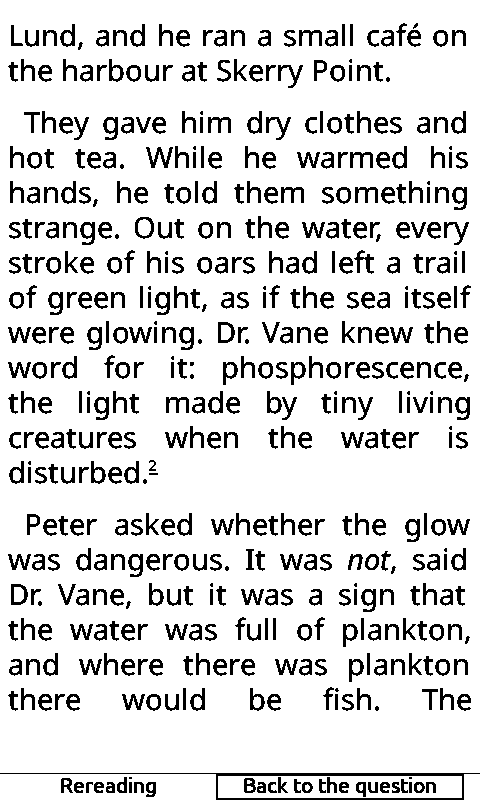 Lund, and he ran a small café on
the harbour at Skerry Point.
They gave him dry clothes and
hot tea. While he warmed his
hands, he told them something
strange. Out on the water, every
stroke of his oars had left a trail
of green light, as if the sea itself
were glowing. Dr. Vane knew the
word for it: phosphorescence,
the light made by tiny living
creatures when the water is
disturbed.2
Peter asked whether the glow
was dangerous. It was not, said
Dr. Vane, but it was a sign that
the water was full of plankton,
and where there was plankton
there would be fish. The
Rereading Back to the question